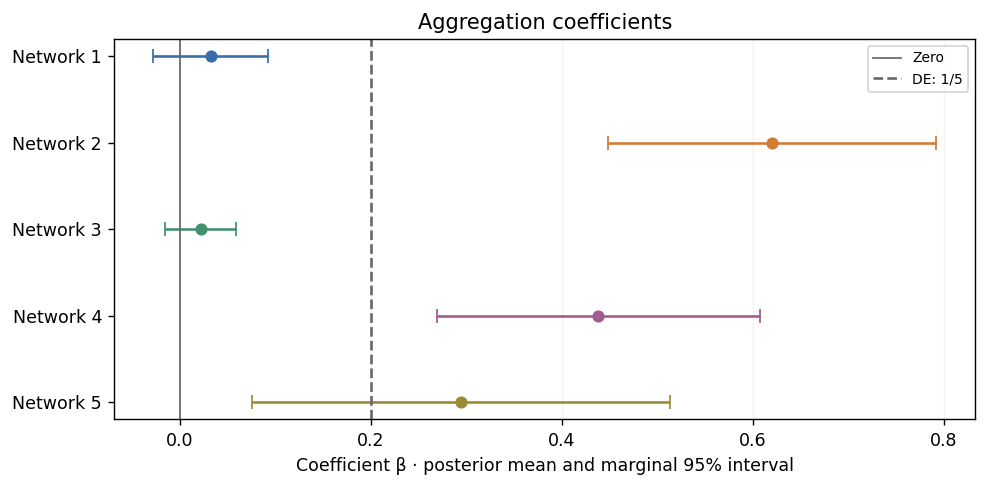 Aggregation coefficients
Network 1
Network 2
Network 3
Network 4
Network 5
Zero
DE: 1/5
0.0 0.2 0.4 0.6 0.8
Coefficient β · posterior mean and marginal 95% interval